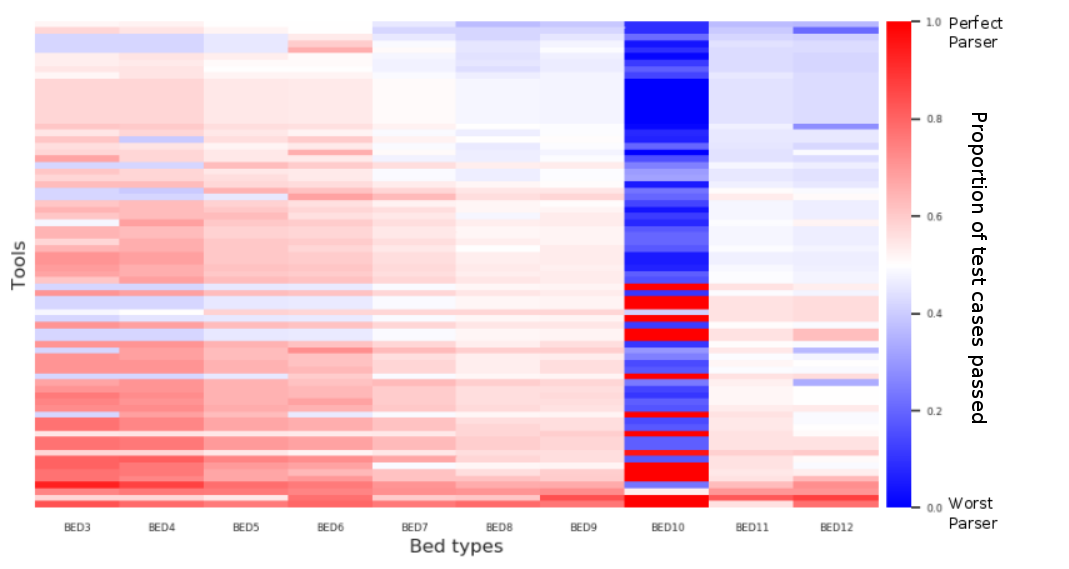 1.0
Perfect
Parser
0.8
0.6
0.4
0.2
0.0
Worst
Parser
Proportion of test cases passed
Tools
BED3 BED4 BED5 BED6 BED7 BED8 BED9 BED10 BED11 BED12
Bed types